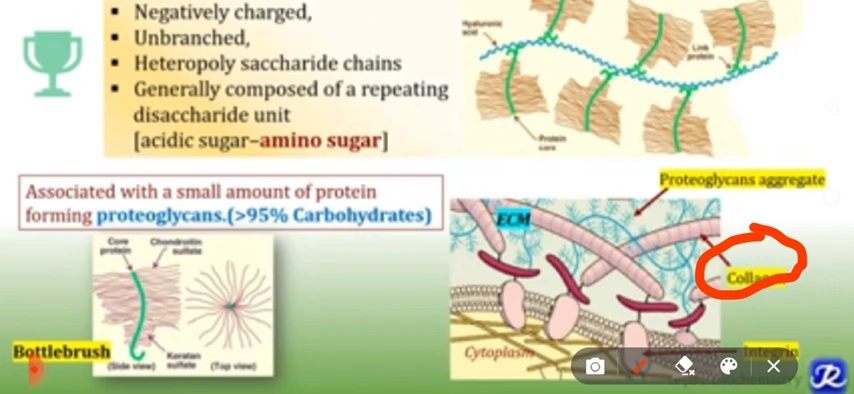 ▪ Negatively charged,
▪ Unbranched,
▪ Heteropoly saccharide chains
▪ Generally composed of a repeating
disaccharide unit
[acidic sugar–amino sugar]
Hyaluronic
acid
Link
protein
Protein
core
Associated with a small amount of protein
forming proteoglycans.(>95% Carbohydrates)
Core
protein
Chondroitin
sulfate
Bottlebrush
Keratan
sulfate
(Side view)
(Top view)
Proteoglycans aggregate
ECM
Cytoplasm
Integrin